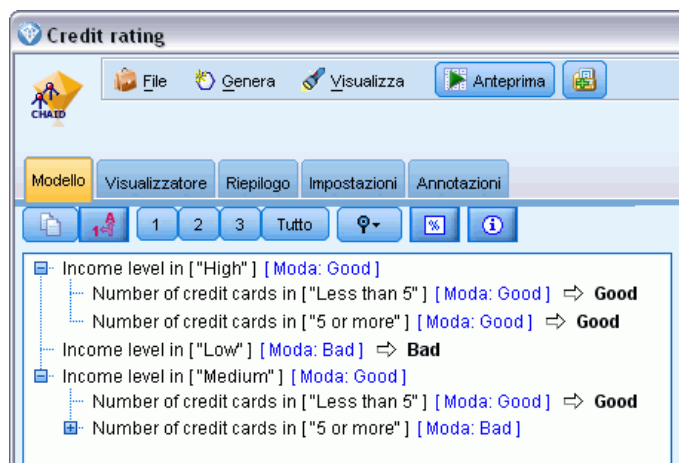 Credit rating
CHAID
File Genera Visualizza Anteprima
Modello Visualizzatore Riepilogo Impostazioni Annotazioni
A 1 1 2 3 Tutto %
Income level in ["High"] [Moda: Good]
Number of credit cards in ["Less than 5"] [Moda: Good] ⇨ Good
Number of credit cards in ["5 or more"] [Moda: Good] ⇨ Good
Income level in ["Low"] [Moda: Bad] ⇨ Bad
Income level in ["Medium"] [Moda: Good]
Number of credit cards in ["Less than 5"] [Moda: Good] ⇨ Good
Number of credit cards in ["5 or more"] [Moda: Bad]